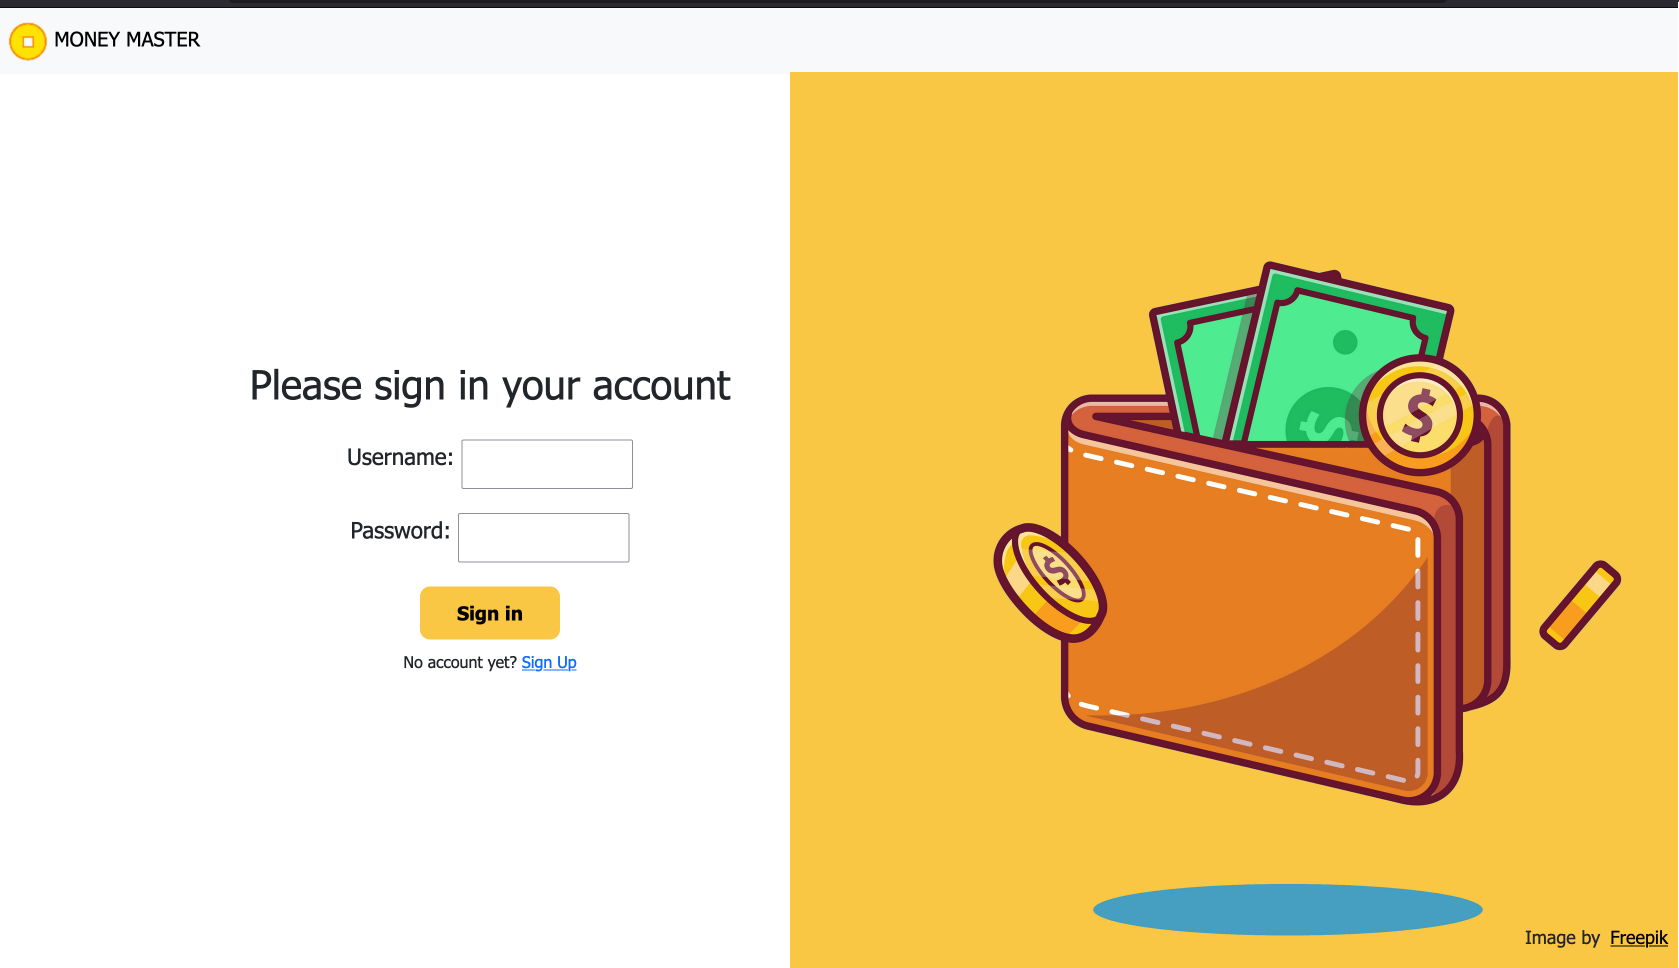 MONEY MASTER
Please sign in your account
Username:
Password:
Sign in
No account yet? Sign Up
$
$
$
Image by Freepik